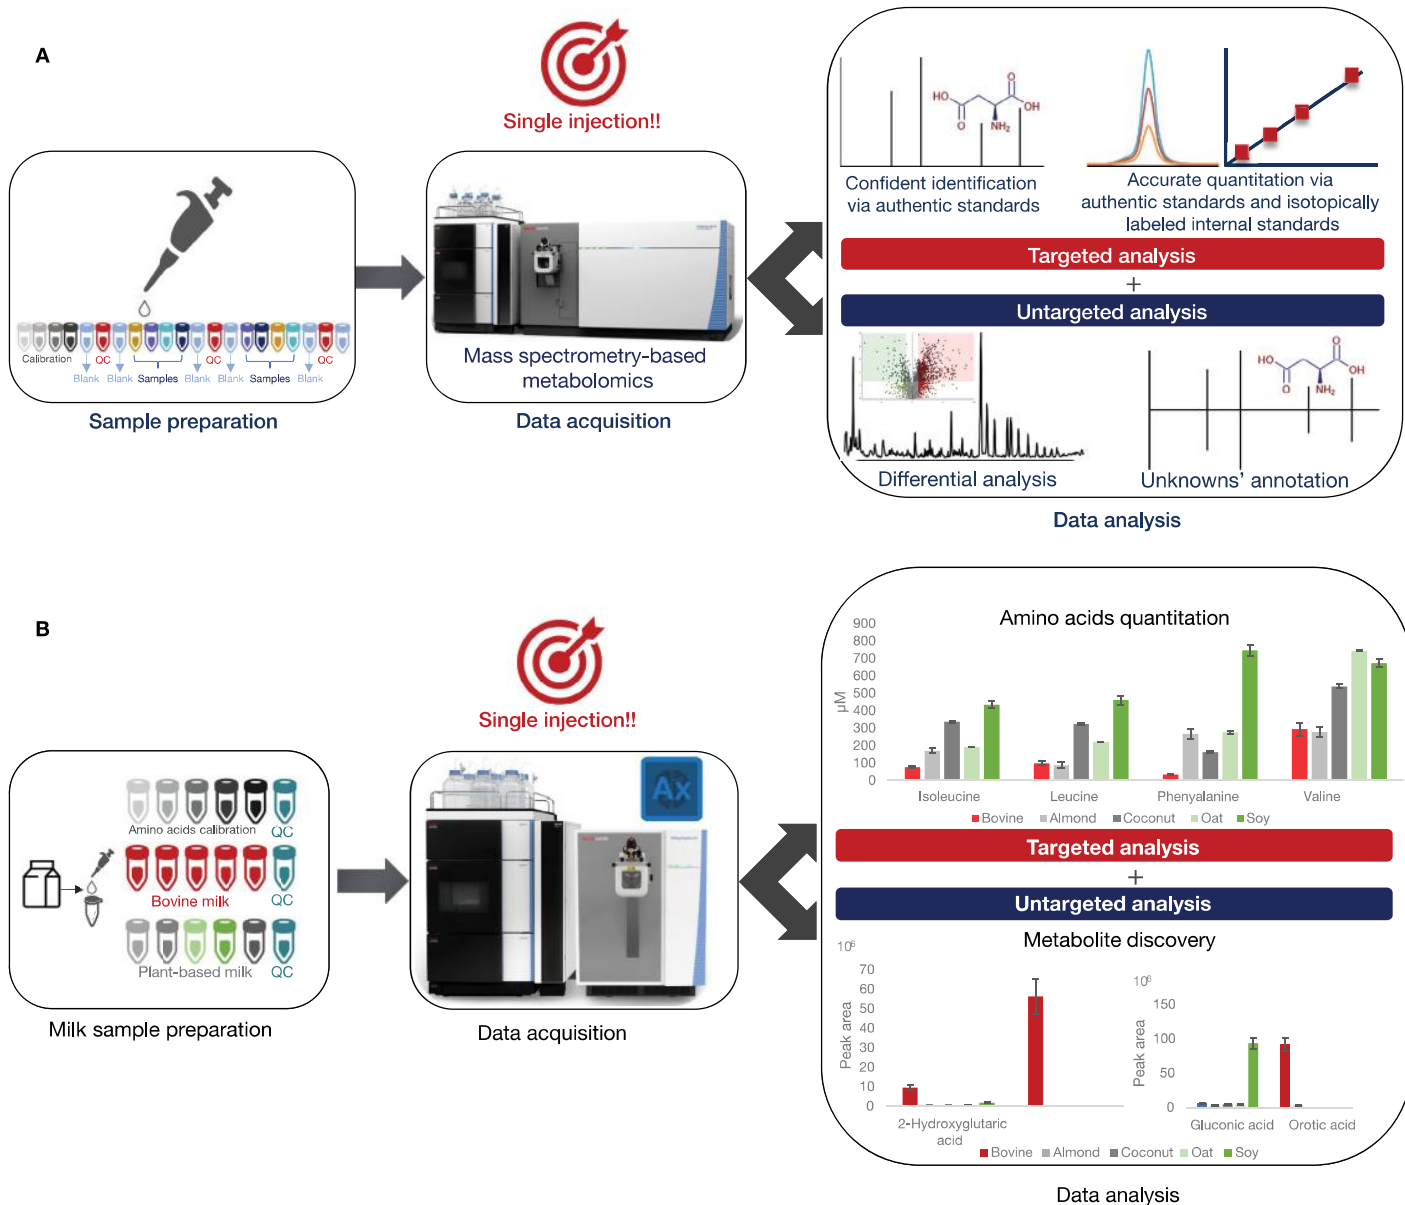 A
Single injection!!
Calibration
QC
QC
QC
Blank
Blank
Samples
Blank
Blank
Samples
Blank
Sample preparation
Mass spectrometry-based
metabolomics
Data acquisition
HO
O
O
OH
NH₂
Confident identification
via authentic standards
Accurate quantitation via
authentic standards and isotopically
labeled internal standards
Targeted analysis
+
Untargeted analysis
Differential analysis
HO
O
O
OH
NH₂
Unknowns’ annotation
Data analysis
B
Single injection!!
Amino acids calibration
QC
Bovine milk
QC
Plant-based milk
QC
Milk sample preparation
Ax
Data acquisition
Amino acids quantitation
µM
900
800
700
600
500
400
300
200
100
0
Isoleucine
Leucine
Phenyalanine
Valine
Bovine
Almond
Coconut
Oat
Soy
Targeted analysis
+
Untargeted analysis
Metabolite discovery
10⁶
Peak area
70
60
50
40
30
20
10
0
2-Hydroxyglutaric
acid
10⁶
Peak area
150
100
50
0
Gluconic acid
Orotic acid
Bovine
Almond
Coconut
Oat
Soy
Data analysis